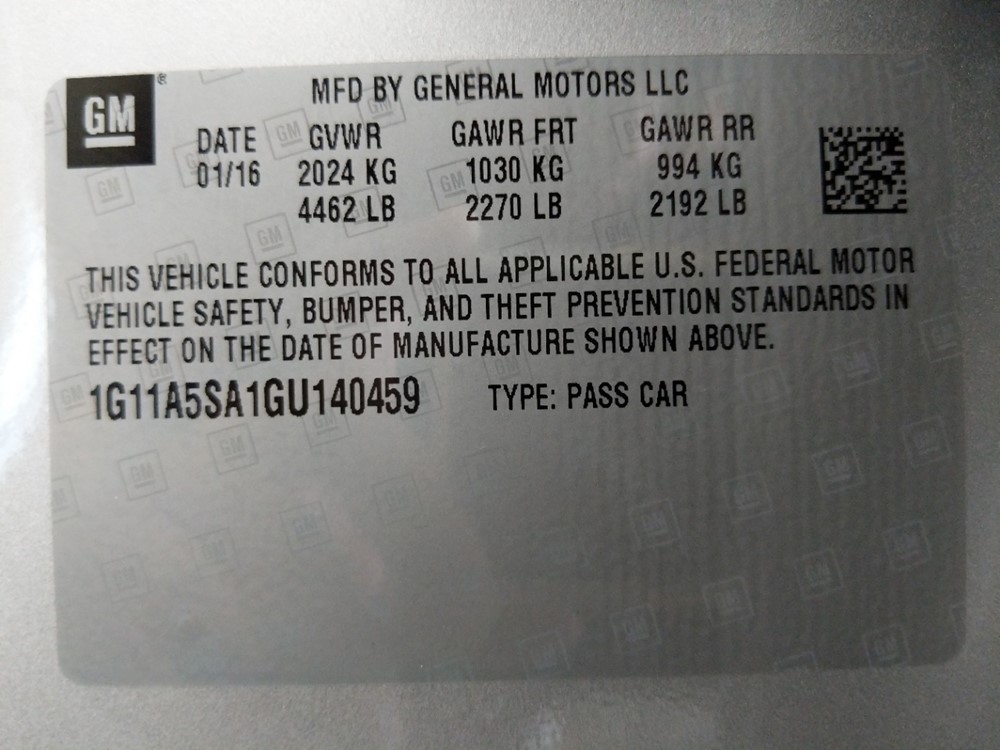 GM ®
MFD BY GENERAL MOTORS LLC
DATE GVWR GAWR FRT GAWR RR
01/16 2024 KG 1030 KG 994 KG
4462 LB 2270 LB 2192 LB
THIS VEHICLE CONFORMS TO ALL APPLICABLE U.S. FEDERAL MOTOR
VEHICLE SAFETY, BUMPER, AND THEFT PREVENTION STANDARDS IN
EFFECT ON THE DATE OF MANUFACTURE SHOWN ABOVE.
1G11A5SA1GU140459 TYPE: PASS CAR